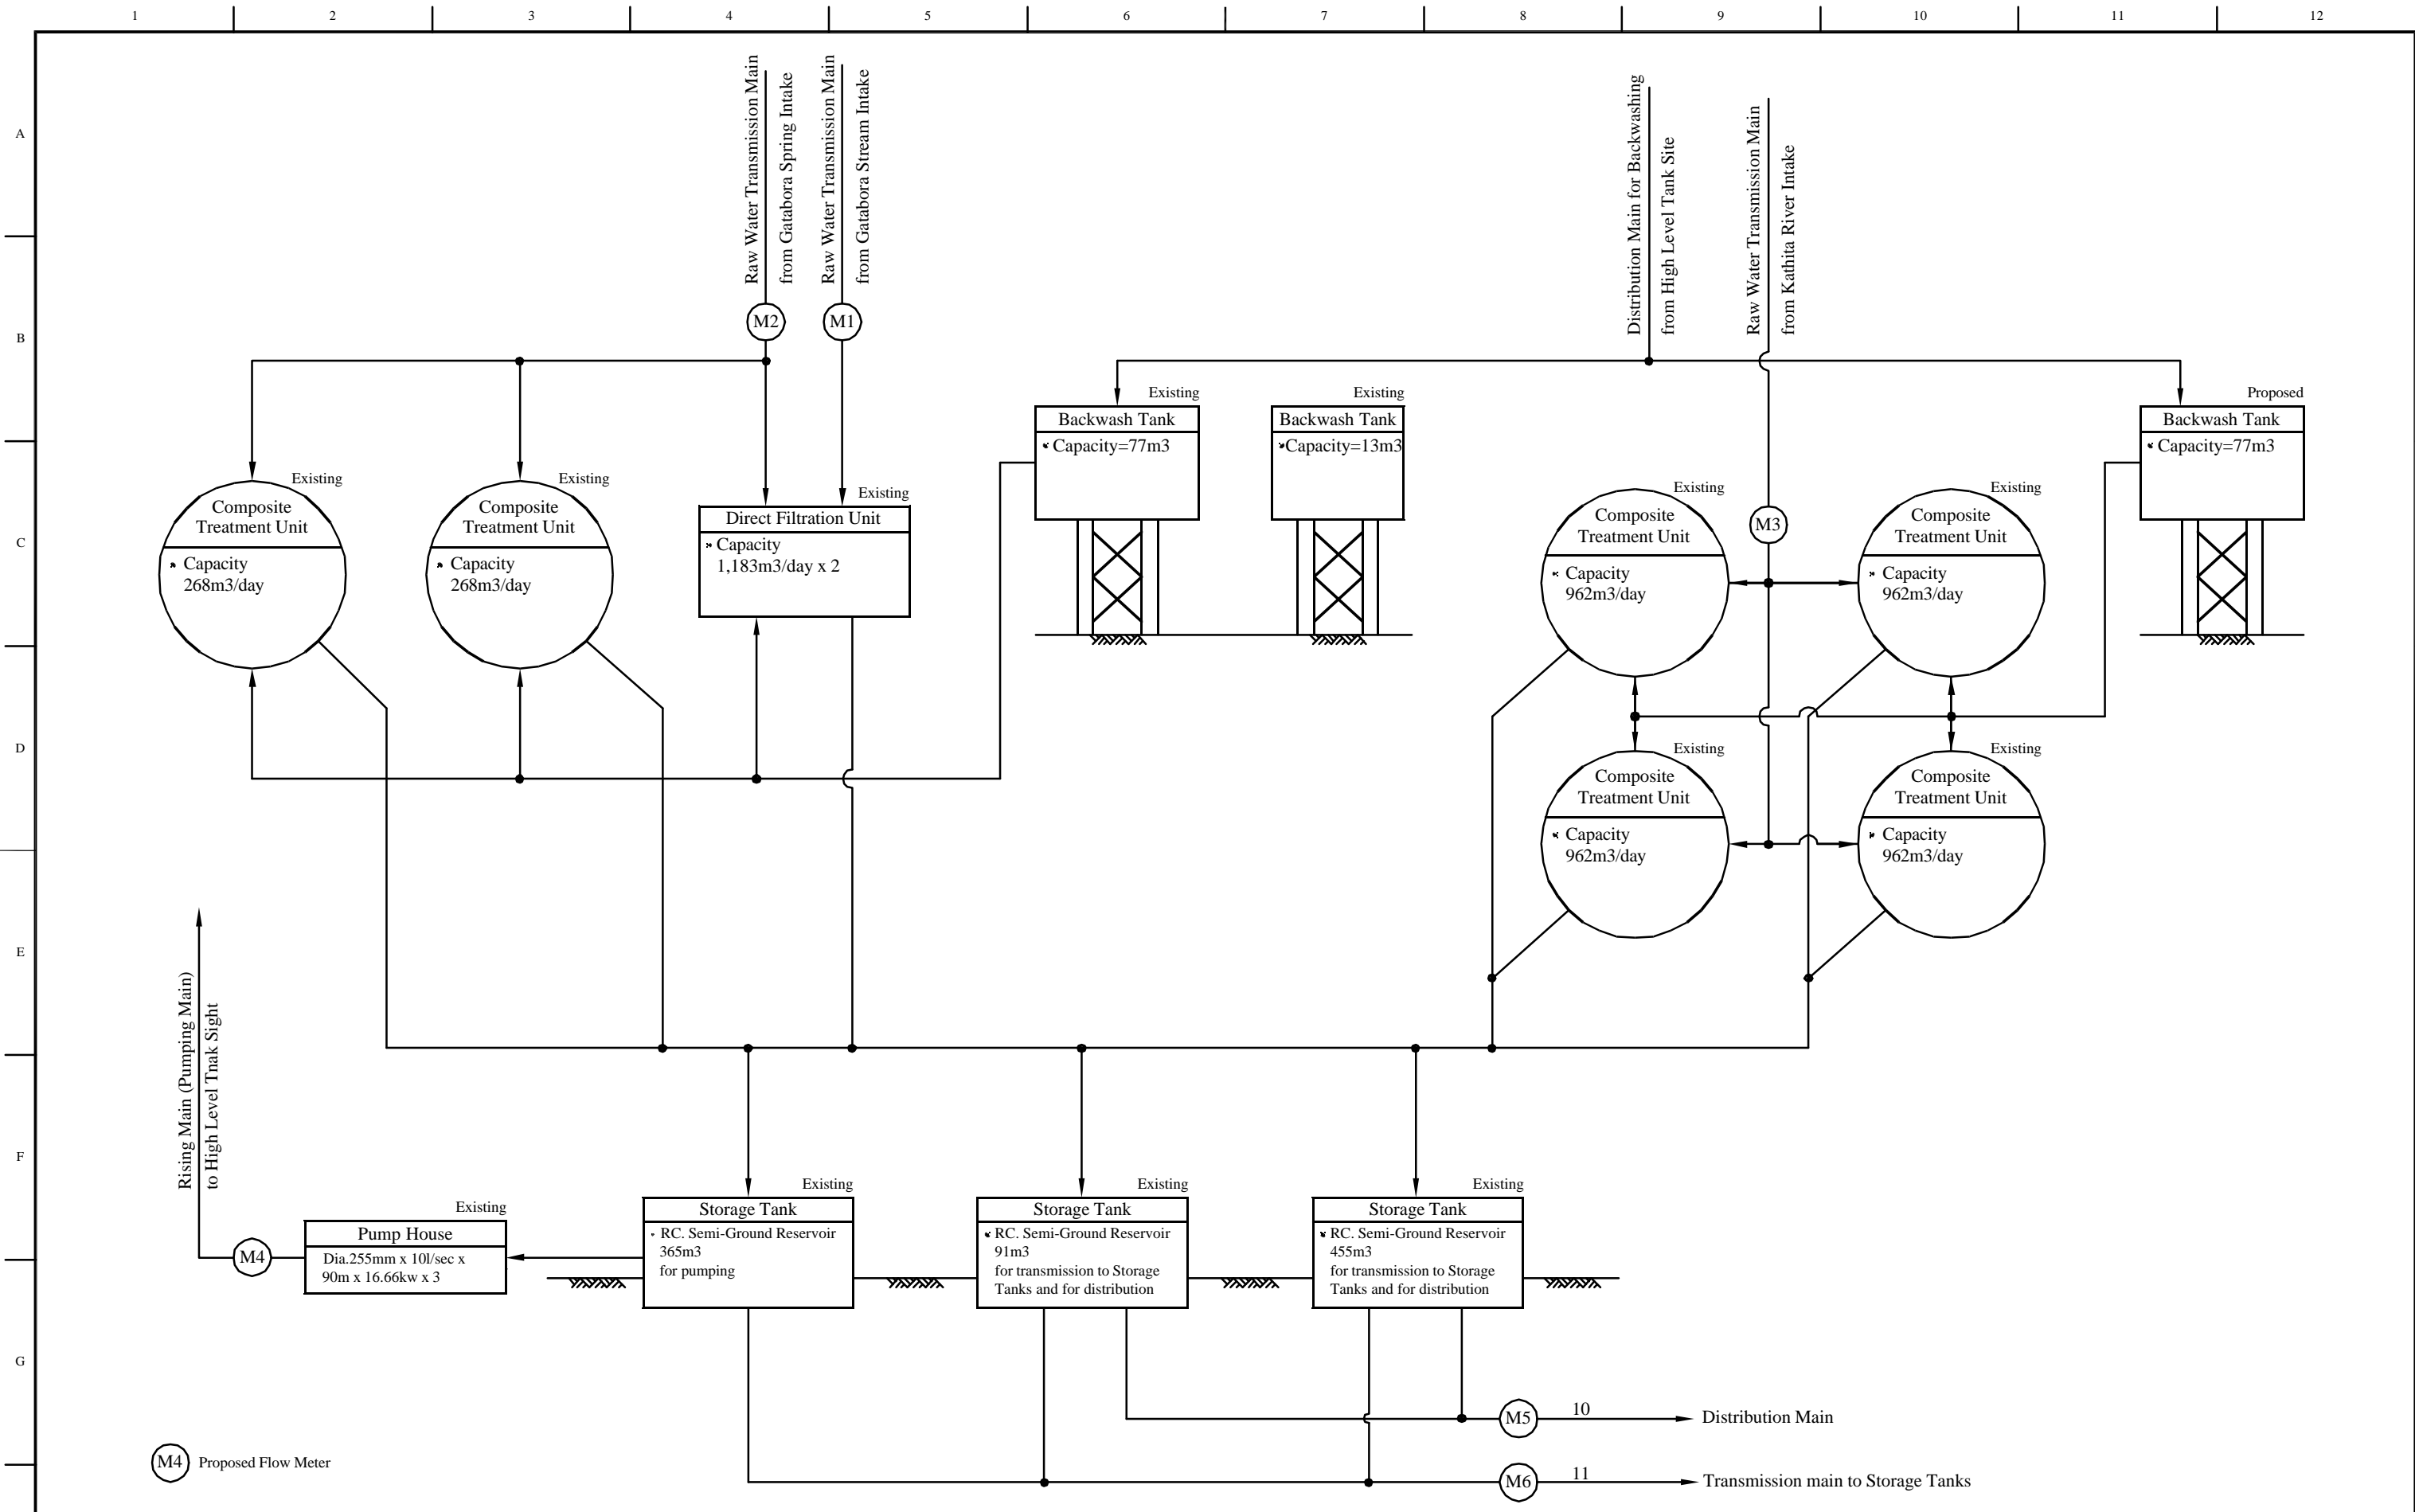 1 2 3 4 5 6 7 8 9 10 11 12
A
B
C
D
E
F
G
Raw Water Transmission Main
from Gatabora Spring Intake
Raw Water Transmission Main
from Gatabora Stream Intake
Distribution Main for Backwashing
from High Level Tank Site
Raw Water Transmission Main
from Kathita River Intake
M2
M1
Existing
Backwash Tank
Capacity=77m3
Existing
Backwash Tank
Capacity=13m3
Proposed
Backwash Tank
Capacity=77m3
Existing
Composite
Treatment Unit
Capacity
268m3/day
Existing
Composite
Treatment Unit
Capacity
268m3/day
Existing
Direct Filtration Unit
Capacity
1,183m3/day x 2
Existing
Composite
Treatment Unit
Capacity
962m3/day
M3
Existing
Composite
Treatment Unit
Capacity
962m3/day
Existing
Composite
Treatment Unit
Capacity
962m3/day
Existing
Composite
Treatment Unit
Capacity
962m3/day
Rising Main (Pumping Main)
to High Level Tnak Sight
M4
Existing
Pump House
Dia.255mm x 10l/sec x
90m x 16.66kw x 3
Existing
Storage Tank
RC. Semi-Ground Reservoir
365m3
for pumping
Existing
Storage Tank
RC. Semi-Ground Reservoir
91m3
for transmission to Storage
Tanks and for distribution
Existing
Storage Tank
RC. Semi-Ground Reservoir
455m3
for transmission to Storage
Tanks and for distribution
M5 10 Distribution Main
M4 Proposed Flow Meter
M6 11 Transmission main to Storage Tanks